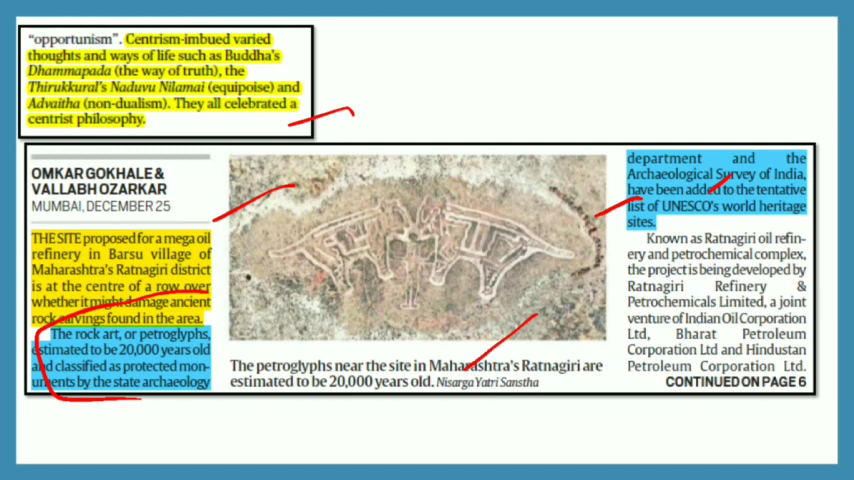 “opportunism”. Centrism-imbued varied
thoughts and ways of life such as Buddha’s
Dhammapada (the way of truth), the
Thirukkural’s Naduvu Nilamai (equipoise) and
Advaitha (non-dualism). They all celebrated a
centrist philosophy.
OMKAR GOKHALE &
VALLABH OZARKAR
MUMBAI, DECEMBER 25
THE SITE proposed for a mega oil
refinery in Barsu village of
Maharashtra’s Ratnagiri district
is at the centre of a row over
whether it might damage ancient
rock carvings found in the area.
The rock art, or petroglyphs,
estimated to be 20,000 years old
and classified as protected mon-
uments by the state archaeology
The petroglyphs near the site in Maharashtra’s Ratnagiri are
estimated to be 20,000 years old. Nisarga Yatri Sanstha
department and the
Archaeological Survey of India,
have been added to the tentative
list of UNESCO’s world heritage
sites.
Known as Ratnagiri oil refin-
ery and petrochemical complex,
the project is being developed by
Ratnagiri Refinery &
Petrochemicals Limited, a joint
venture of Indian Oil Corporation
Ltd, Bharat Petroleum
Corporation Ltd and Hindustan
Petroleum Corporation Ltd.
CONTINUED ON PAGE 6